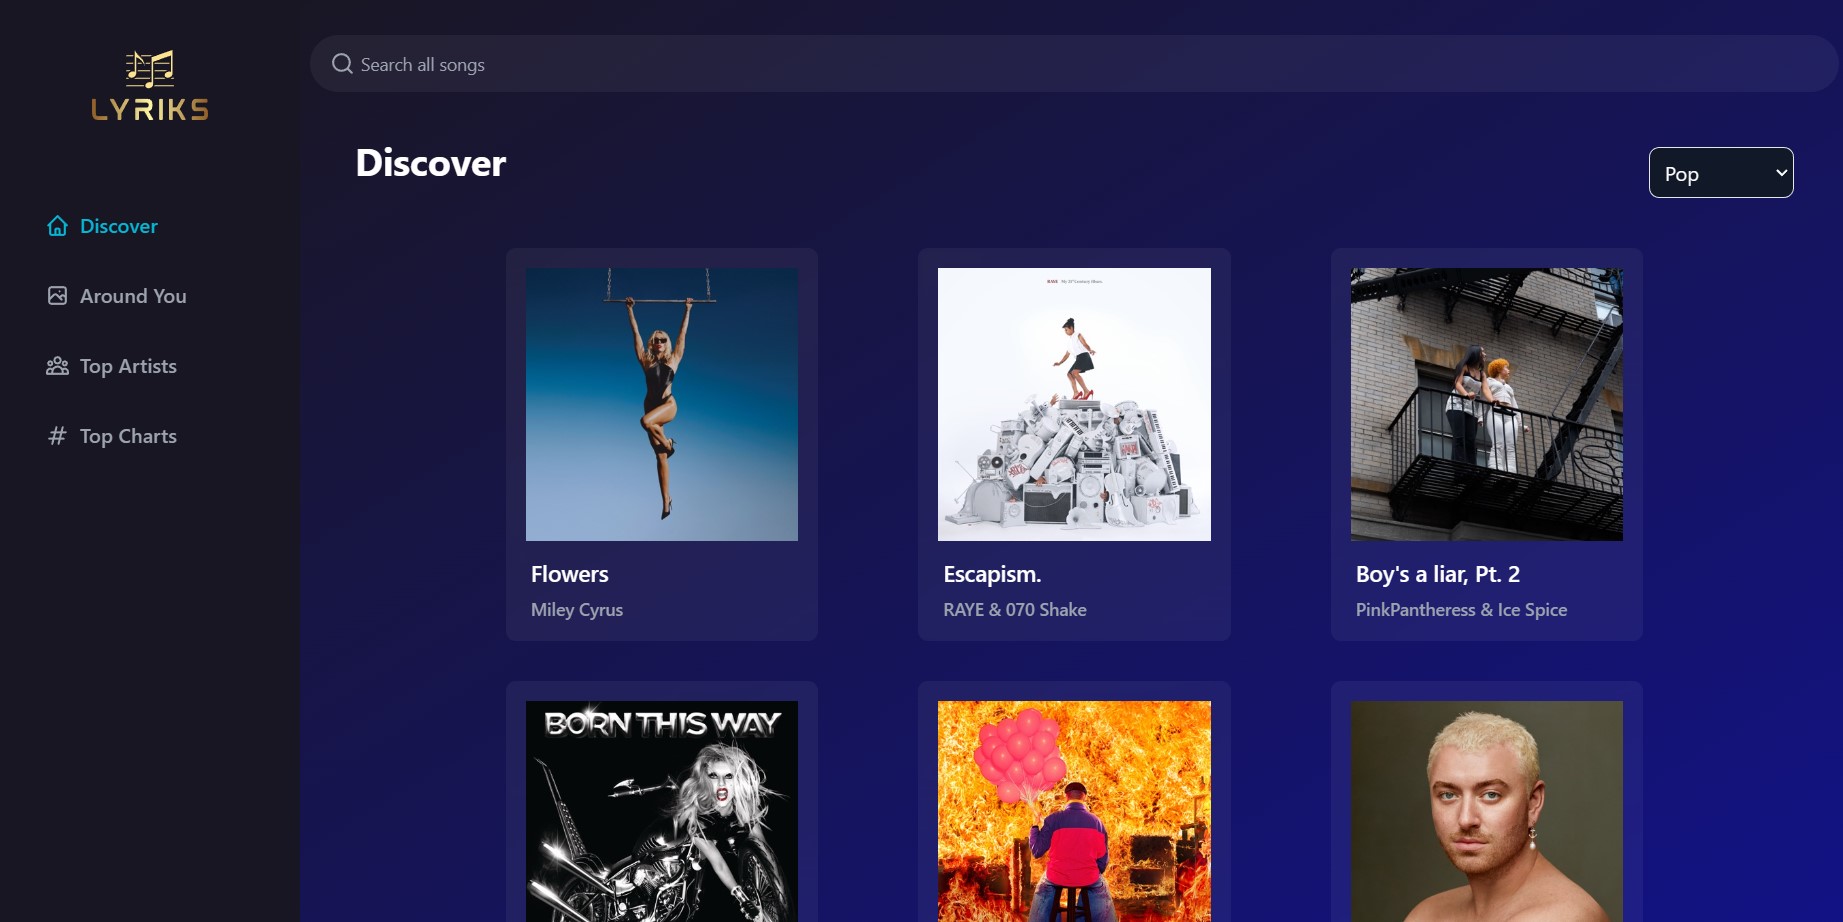 LYRIKS
Search all songs
Discover
Pop
Discover
Around You
Top Artists
Top Charts
Flowers
Miley Cyrus
Escapism.
RAYE & 070 Shake
Boy's a liar, Pt. 2
PinkPantheress & Ice Spice
BORN THIS WAY